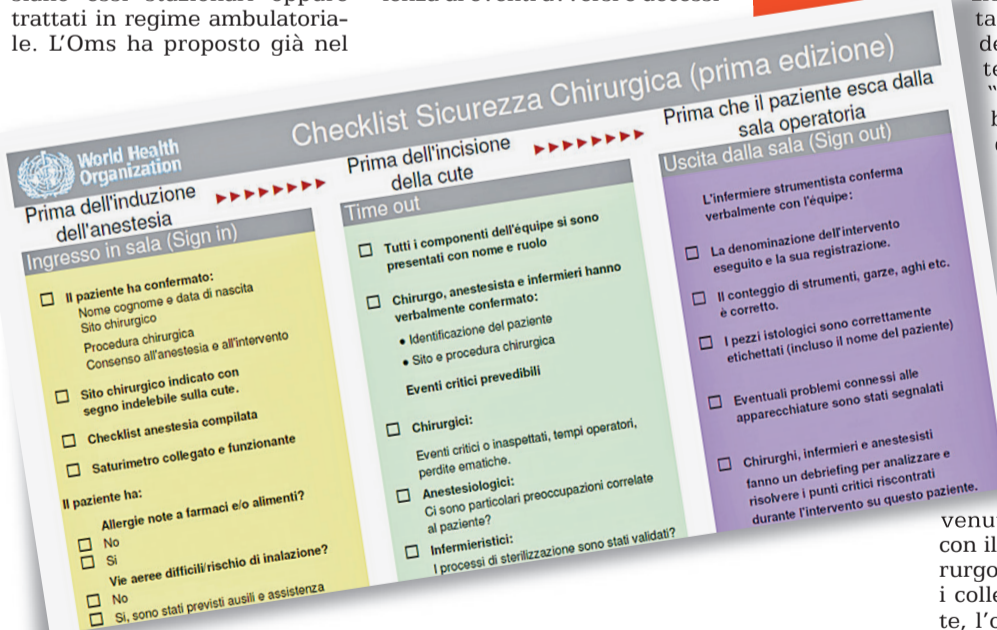 trattati in regime ambulatoria-
le. L'Oms ha proposto già nel
World Health
Organization
Checklist Sicurezza Chirurgica (prima edizione)
Prima dell'induzione
dell'anestesia
Ingresso in sala (Sign in)
Il paziente ha confermato:
Nome cognome e data di nascita
Sito chirurgico
Procedura chirurgica
Consenso all'anestesia e all'intervento
Sito chirurgico indicato con
segno indelebile sulla cute.
Checklist anestesia compilata
Saturimetro collegato e funzionante
Il paziente ha:
Allergie note a farmaci e/o alimenti?
No
Si
Vie aeree difficili/rischio di inalazione?
No
Si, sono stati previsti ausili e assistenza
Prima dell'incisione
della cute
Time out
Tutti i componenti dell'équipe si sono
presentati con nome e ruolo
Chirurgo, anestesista e infermieri hanno
verbalmente confermato:
• Identificazione del paziente
• Sito e procedura chirurgica
Eventi critici prevedibili
Chirurgici:
Eventi critici o inaspettati, tempi operatori,
perdite ematiche.
Anestesiologici:
Ci sono particolari preoccupazioni correlate
al paziente?
Infermieristici:
I processi di sterilizzazione sono stati validati?
Prima che il paziente esca dalla
sala operatoria
Uscita dalla sala (Sign out)
L'infermiere strumentista conferma
verbalmente con l'équipe:
La denominazione dell'intervento
eseguito e la sua registrazione.
Il conteggio di strumenti, garze, aghi etc.
è corretto.
I pezzi istologici sono correttamente
etichettati (incluso il nome del paziente)
Eventuali problemi connessi alle
apparecchiature sono stati segnalati
Chirurghi, infermieri e anestesisti
fanno un debriefing per analizzare e
risolvere i punti critici riscontrati
durante l'intervento su questo paziente.
venu
con il
rurgo
i colle
te, l'o